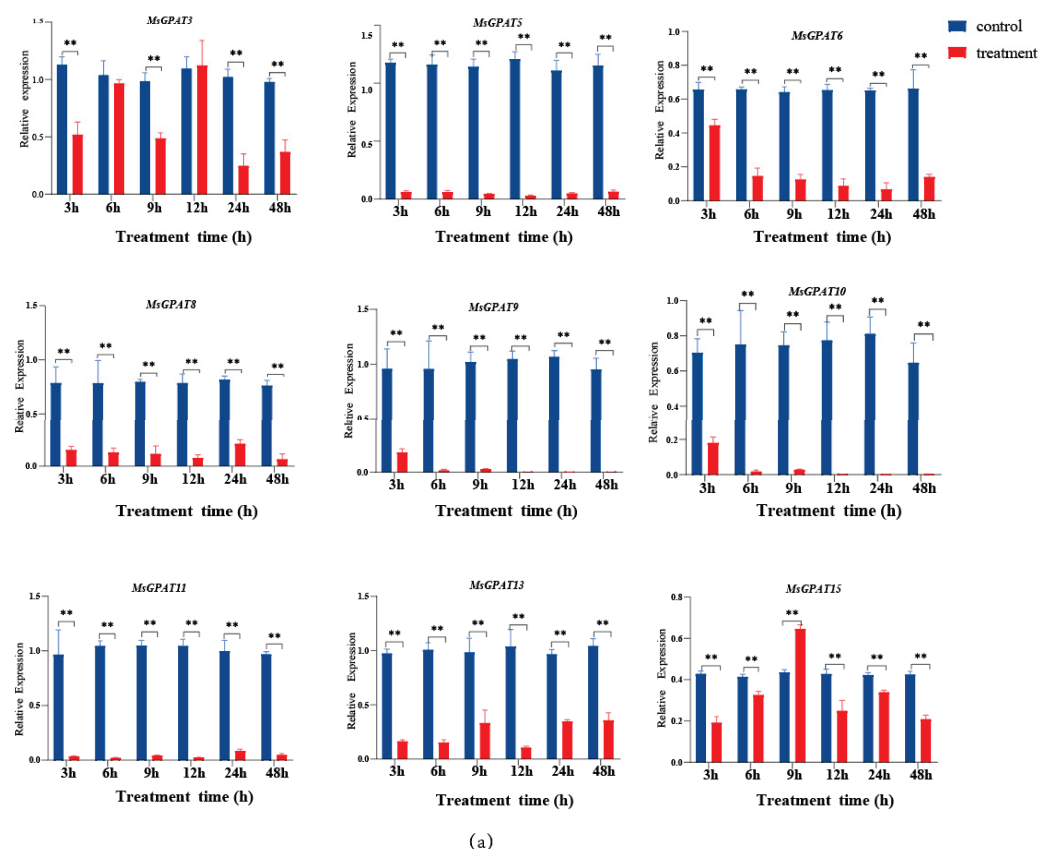 control
treatment
MsGPAT3
Relative expression
1.5
1.0
0.5
0.0
** ** ** **
3h 6h 9h 12h 24h 48h
Treatment time (h)
MsGPAT5
Relative Expression
1.5
1.0
0.5
0.0
** ** ** ** ** **
3h 6h 9h 12h 24h 48h
Treatment time (h)
MsGPAT6
Relative Expression
1.0
0.8
0.6
0.4
0.2
0.0
** ** ** ** ** **
3h 6h 9h 12h 24h 48h
Treatment time (h)
MsGPAT8
Relative Expression
1.5
1.0
0.5
0.0
** ** ** ** ** **
3h 6h 9h 12h 24h 48h
Treatment time (h)
MsGPAT9
Relative Expression
1.5
1.0
0.5
0.0
** ** ** ** ** **
3h 6h 9h 12h 24h 48h
Treatment time (h)
MsGPAT10
Relative Expression
1.0
0.8
0.6
0.4
0.2
0.0
** ** ** ** ** **
3h 6h 9h 12h 24h 48h
Treatment time (h)
MsGPAT11
Relative Expression
1.5
1.0
0.5
0.0
** ** ** ** ** **
3h 6h 9h 12h 24h 48h
Treatment time (h)
MsGPAT13
Relative Expression
1.5
1.0
0.5
0.0
** ** ** ** ** **
3h 6h 9h 12h 24h 48h
Treatment time (h)
MsGPAT15
Relative Expression
0.8
0.6
0.4
0.2
0.0
** ** ** ** ** **
3h 6h 9h 12h 24h 48h
Treatment time (h)
(a)